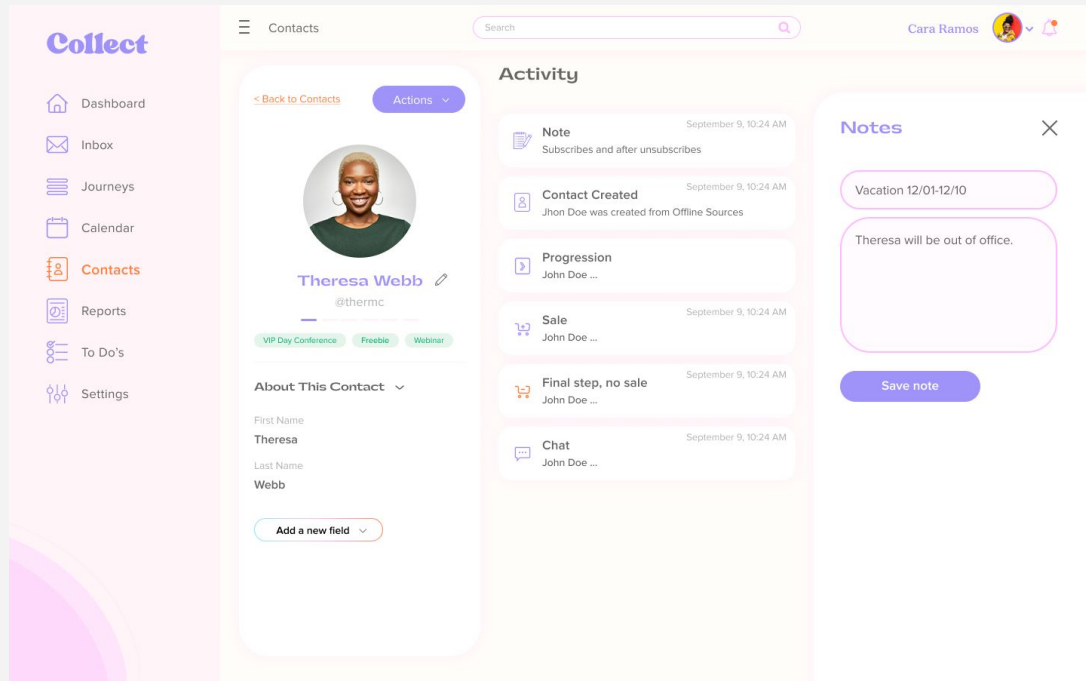 Collect
Dashboard
Inbox
Journeys
Calendar
Contacts
Reports
To Do's
Settings
Contacts
Search
Cara Ramos
< Back to Contacts
Actions
Theresa Webb
@thermc
VIP Day Conference
Freebie
Webinar
About This Contact
First Name
Theresa
Last Name
Webb
Add a new field
Activity
September 9, 10:24 AM
Note
Subscribes and after unsubscribes
September 9, 10:24 AM
Contact Created
Jhon Doe was created from Offline Sources
Progression
John Doe ...
September 9, 10:24 AM
Sale
John Doe ...
September 9, 10:24 AM
Final step, no sale
John Doe ...
September 9, 10:24 AM
Chat
John Doe ...
Notes
Vacation 12/01-12/10
Theresa will be out of office.
Save note